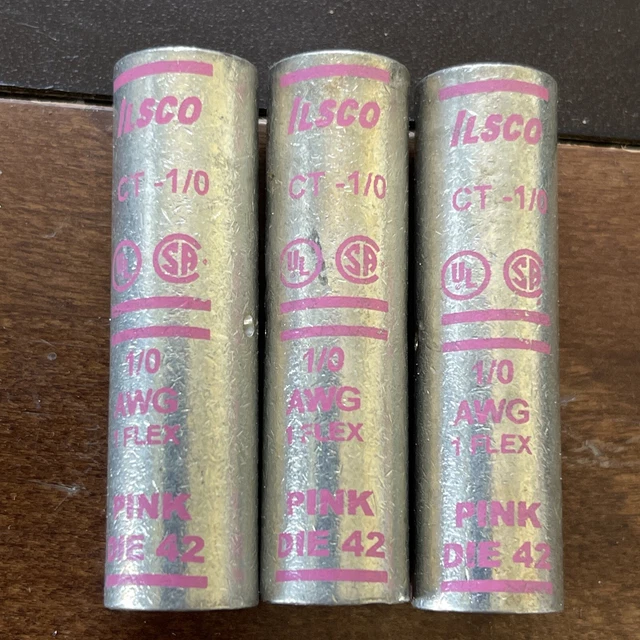 ILSCO
CT -1/0
UL SA
1/0
AWG
1 FLEX
PINK
DIE 42
ILSCO
CT -1/0
UL SA
1/0
AWG
1 FLEX
PINK
DIE 42
ILSCO
CT -1/0
UL SA
1/0
AWG
1 FLEX
PINK
DIE 42